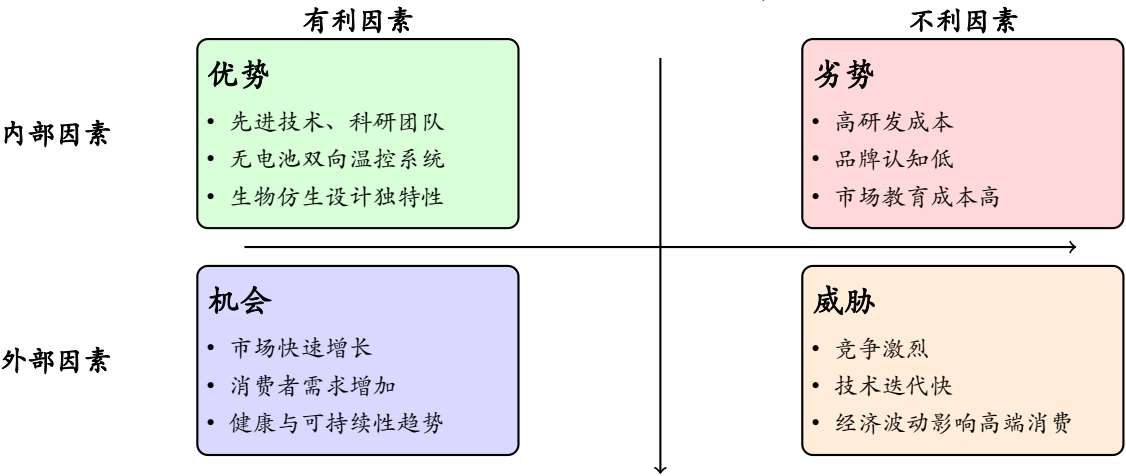 有利因素
不利因素
内部因素
优势
• 先进技术、科研团队
• 无电池双向温控系统
• 生物仿生设计独特性
劣势
• 高研发成本
• 品牌认知低
• 市场教育成本高
外部因素
机会
• 市场快速增长
• 消费者需求增加
• 健康与可持续性趋势
威胁
• 竞争激烈
• 技术迭代快
• 经济波动影响高端消费